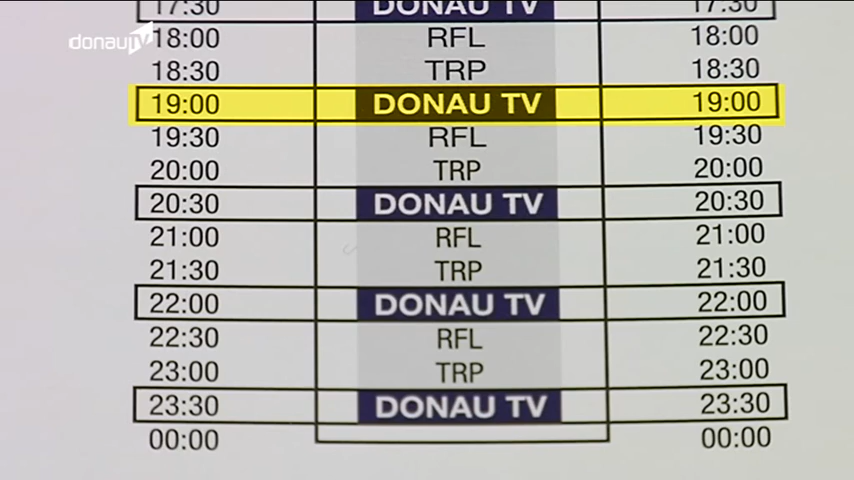 17:30 DONAU TV 17:30
donauTV
18:00 RFL 18:00
18:30 TRP 18:30
19:00 DONAU TV 19:00
19:30 RFL 19:30
20:00 TRP 20:00
20:30 DONAU TV 20:30
21:00 RFL 21:00
21:30 TRP 21:30
22:00 DONAU TV 22:00
22:30 RFL 22:30
23:00 TRP 23:00
23:30 DONAU TV 23:30
00:00 00:00